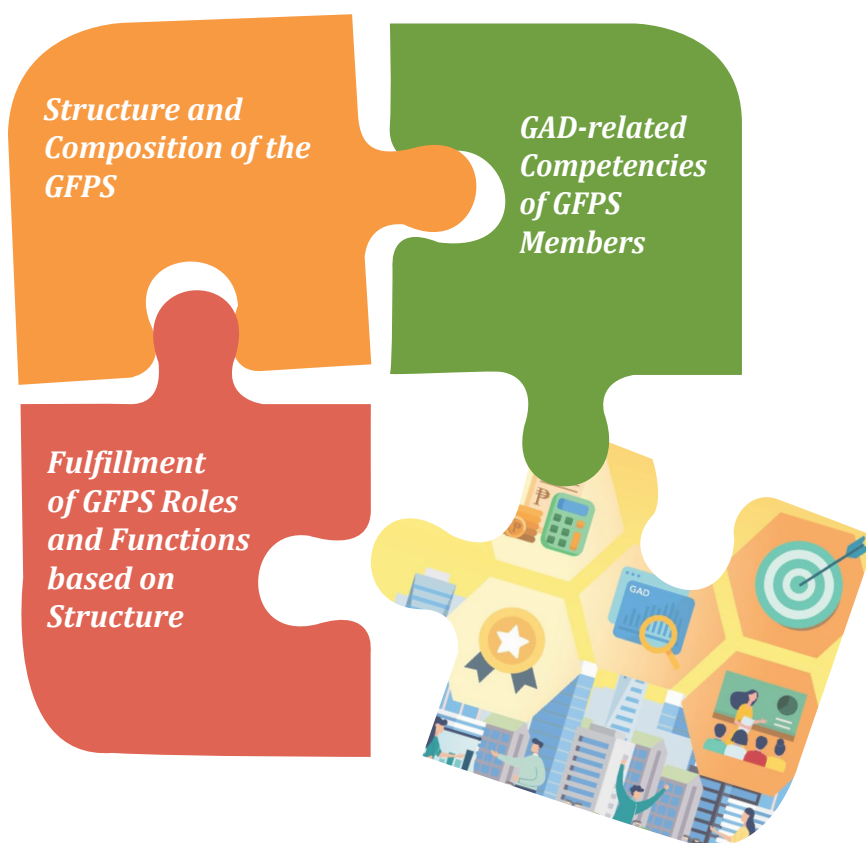 Structure and
Composition of the
GFPS
GAD-related
Competencies
of GFPS
Members
Fulfillment
of GFPS Roles
and Functions
based on
Structure
₱
₱
GAD